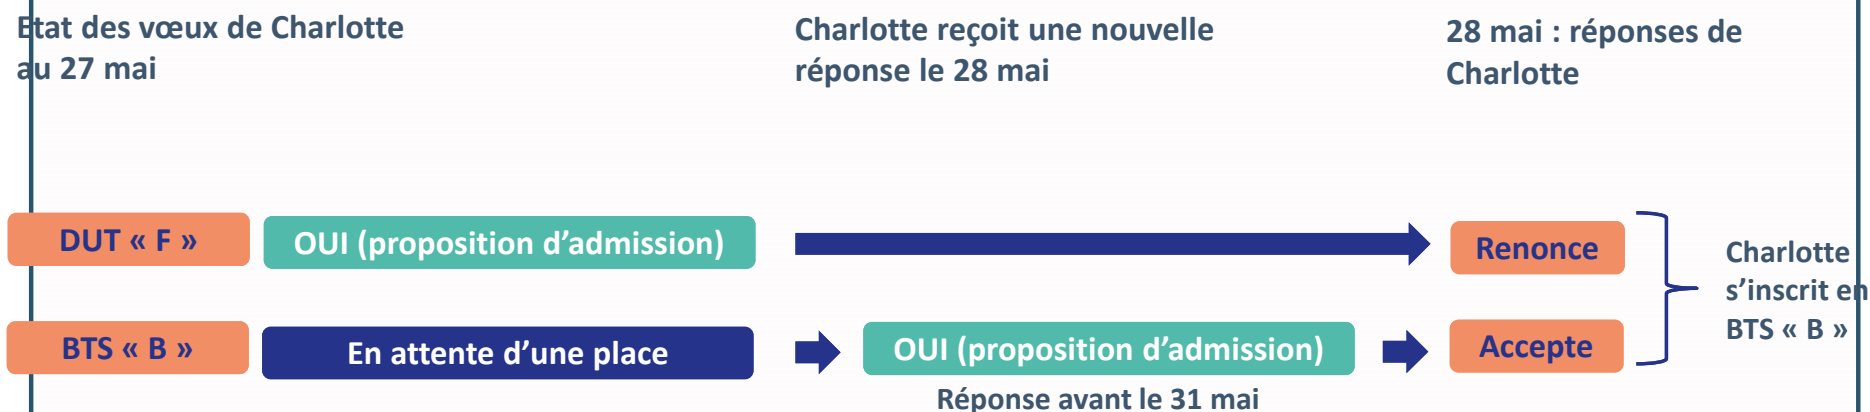 Etat des vœux de Charlotte
au 27 mai
Charlotte reçoit une nouvelle
réponse le 28 mai
28 mai : réponses de
Charlotte
DUT « F »
OUI (proposition d’admission)
Renonce
BTS « B »
En attente d’une place
OUI (proposition d’admission)
Accepte
Réponse avant le 31 mai
Charlotte
s’inscrit en
BTS « B »